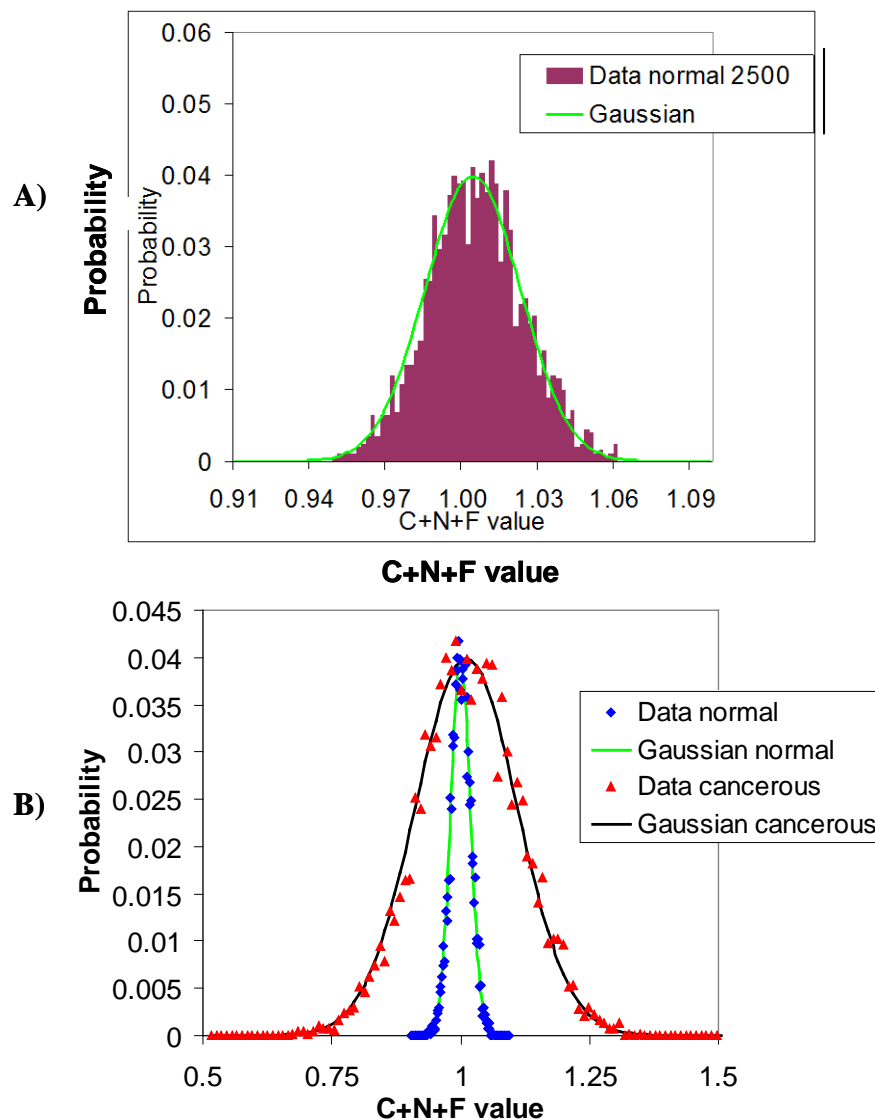 A)
Probability
Probability
0.06
0.05
0.04
0.03
0.02
0.01
0
Data normal 2500
Gaussian
0.91 0.94 0.97 1.00 1.03 1.06 1.09
C+N+F value
C+N+F value
B)
Probability
0.045
0.04
0.035
0.03
0.025
0.02
0.015
0.01
0.005
0
Data normal
Gaussian normal
Data cancerous
Gaussian cancerous
0.5 0.75 1 1.25 1.5
C+N+F value